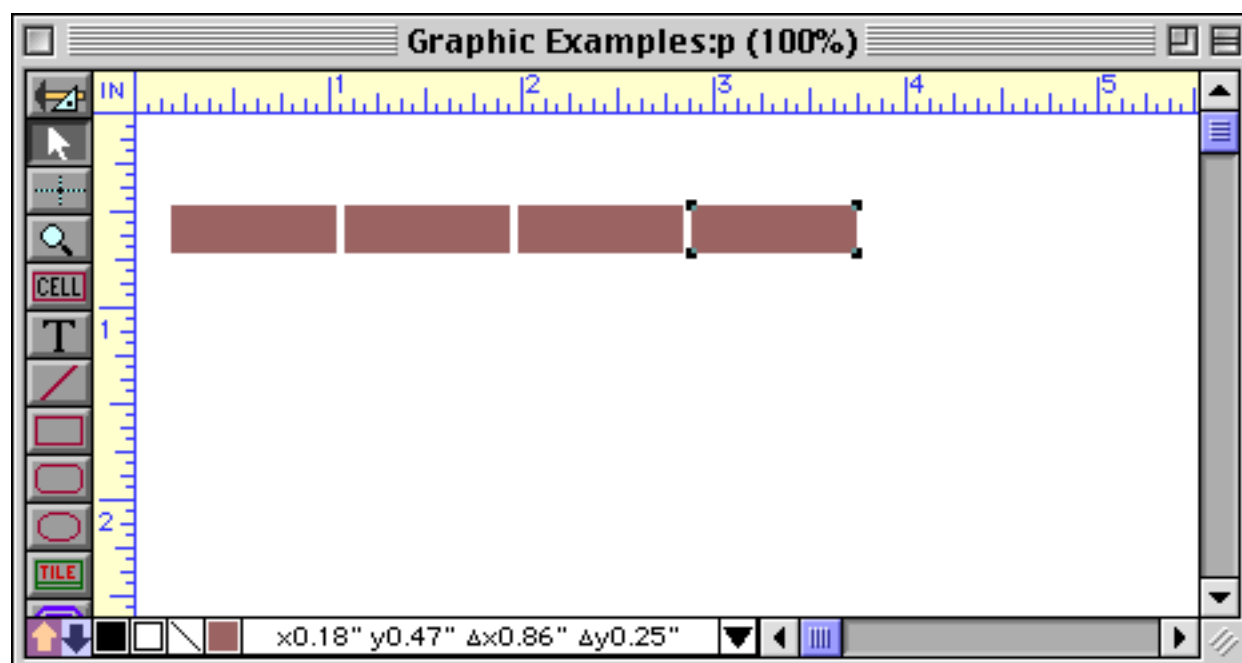 Graphic Examples:p (100%)
IN 1 2 3 4 5
CELL
T
1
2
TILE
x0.18" y0.47" Δx0.86" Δy0.25"